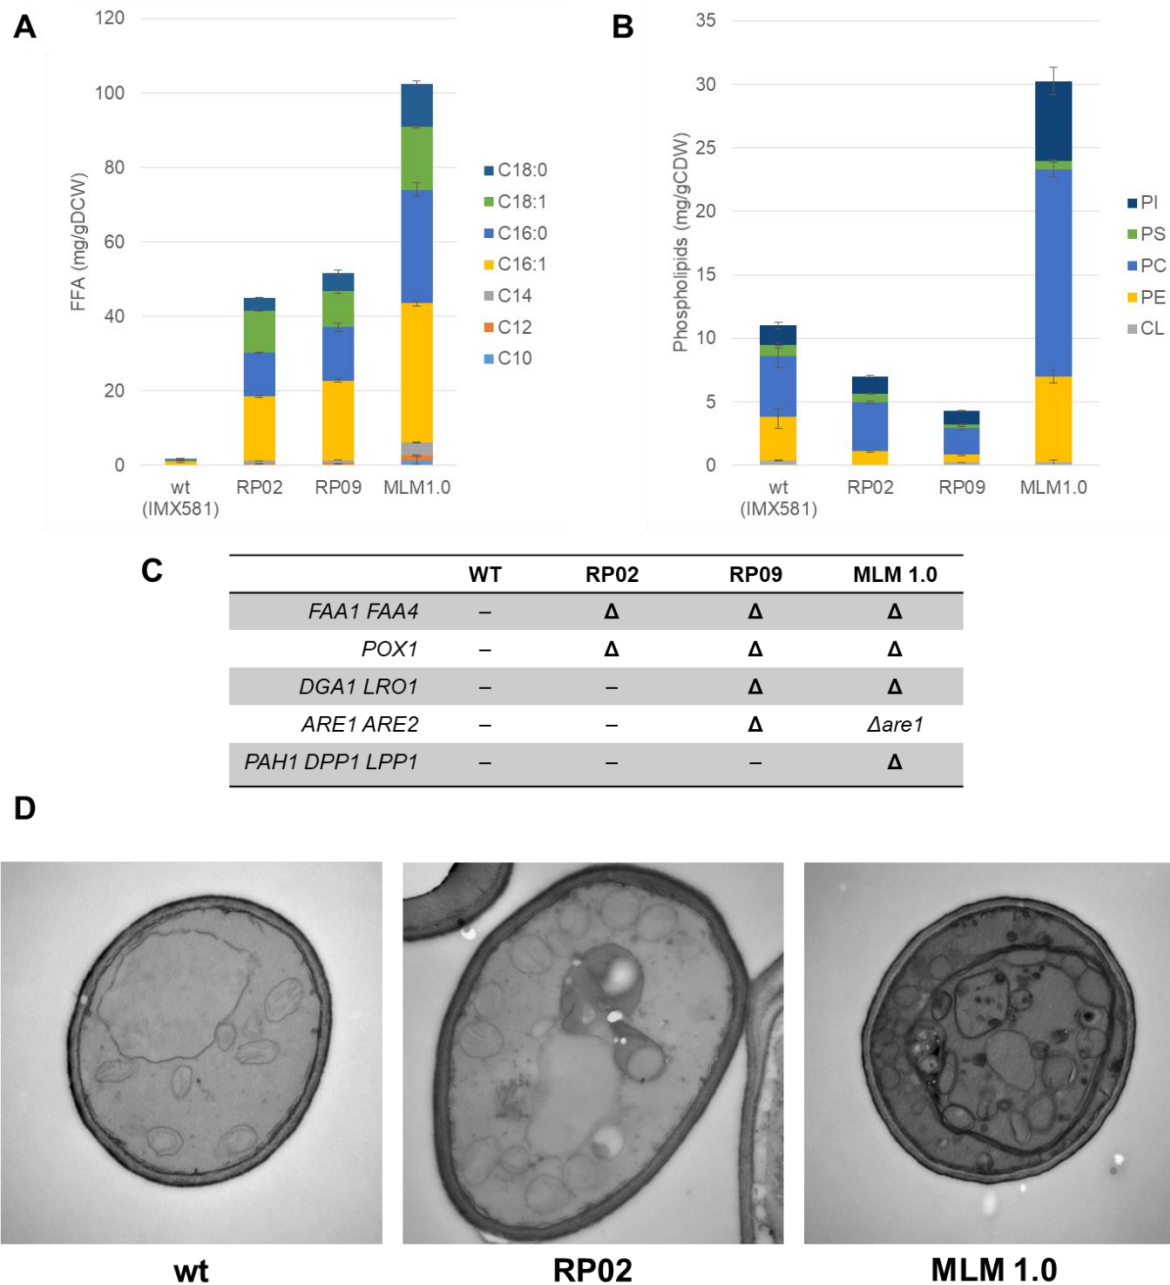 A
120
100
80
60
40
20
0
FFA (mg/gDCW)
wt
(IMX581)
RP02
RP09
MLM1.0
C18:0
C18:1
C16:0
C16:1
C14
C12
C10
B
35
30
25
20
15
10
5
0
Phospholipids (mg/gCDW)
wt
(IMX581)
RP02
RP09
MLM1.0
PI
PS
PC
PE
CL
C
WT RP02 RP09 MLM 1.0
FAA1 FAA4 – Δ Δ Δ
POX1 – Δ Δ Δ
DGA1 LRO1 – – Δ Δ
ARE1 ARE2 – – Δ Δare1
PAH1 DPP1 LPP1 – – – Δ
D
wt
RP02
MLM 1.0